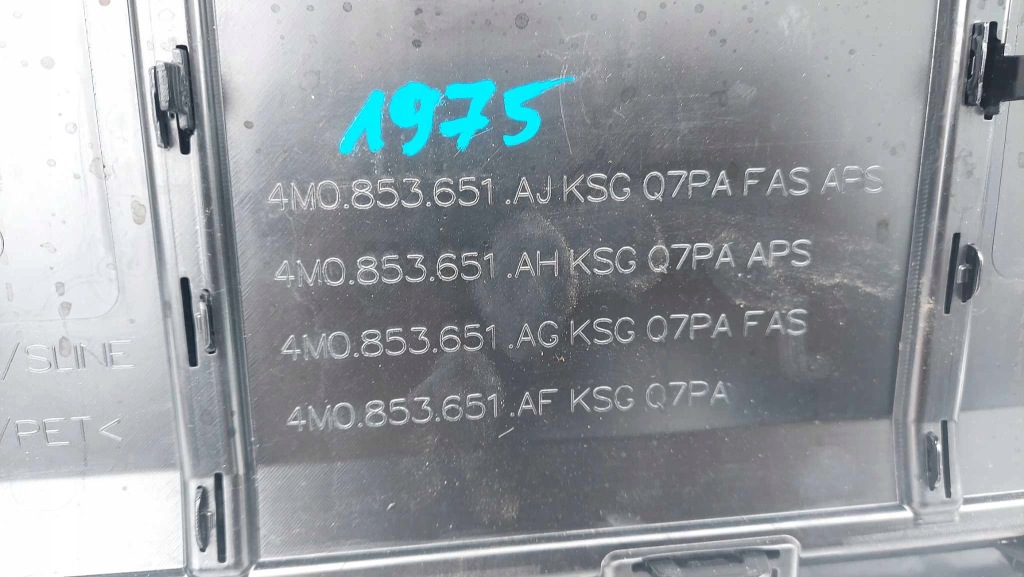 1975
4M0.853.651.AJ KSG Q7PA FAS APS
4M0.853.651.AH KSG Q7PA APS
4M0.853.651.AG KSG Q7PA FAS
/SLINE
4M0.853.651.AF KSG Q7PA
/PET<